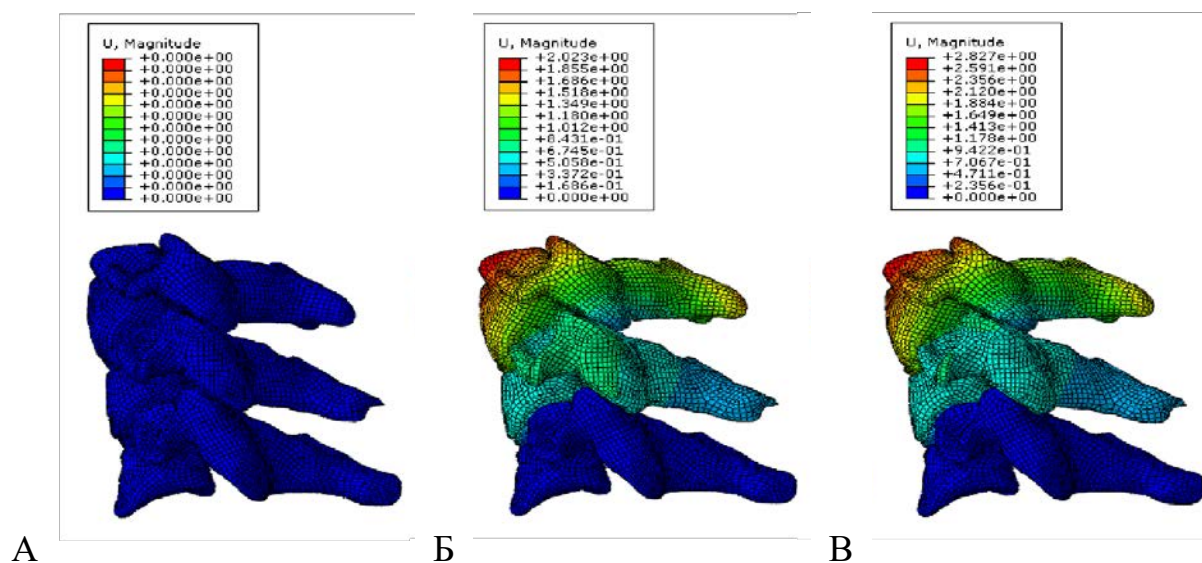 U, Magnitude
+0.000e+00
+0.000e+00
+0.000e+00
+0.000e+00
+0.000e+00
+0.000e+00
+0.000e+00
+0.000e+00
+0.000e+00
+0.000e+00
+0.000e+00
+0.000e+00
+0.000e+00
U, Magnitude
+2.023e+00
+1.855e+00
+1.686e+00
+1.518e+00
+1.349e+00
+1.180e+00
+1.012e+00
+8.431e-01
+6.745e-01
+5.058e-01
+3.372e-01
+1.686e-01
+0.000e+00
U, Magnitude
+2.827e+00
+2.591e+00
+2.356e+00
+2.120e+00
+1.884e+00
+1.649e+00
+1.413e+00
+1.178e+00
+9.422e-01
+7.067e-01
+4.711e-01
+2.356e-01
+0.000e+00
А
Б
В